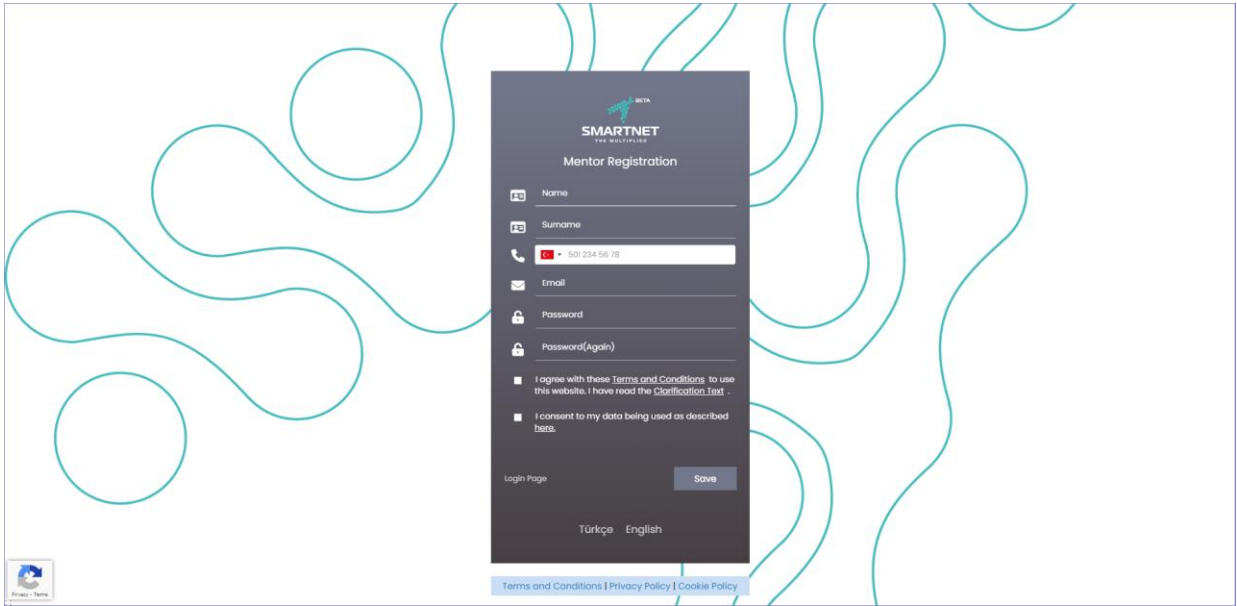 BETA
SMARTNET
THE MULTIPLIER
Mentor Registration
Name
Surname
501 234 56 78
Email
Password
Password(Again)
I agree with these Terms and Conditions to use
this website. I have read the Clarification Text .
I consent to my data being used as described
here.
Login Page
Save
Türkçe English
Privacy - Terms
Terms and Conditions | Privacy Policy | Cookie Policy